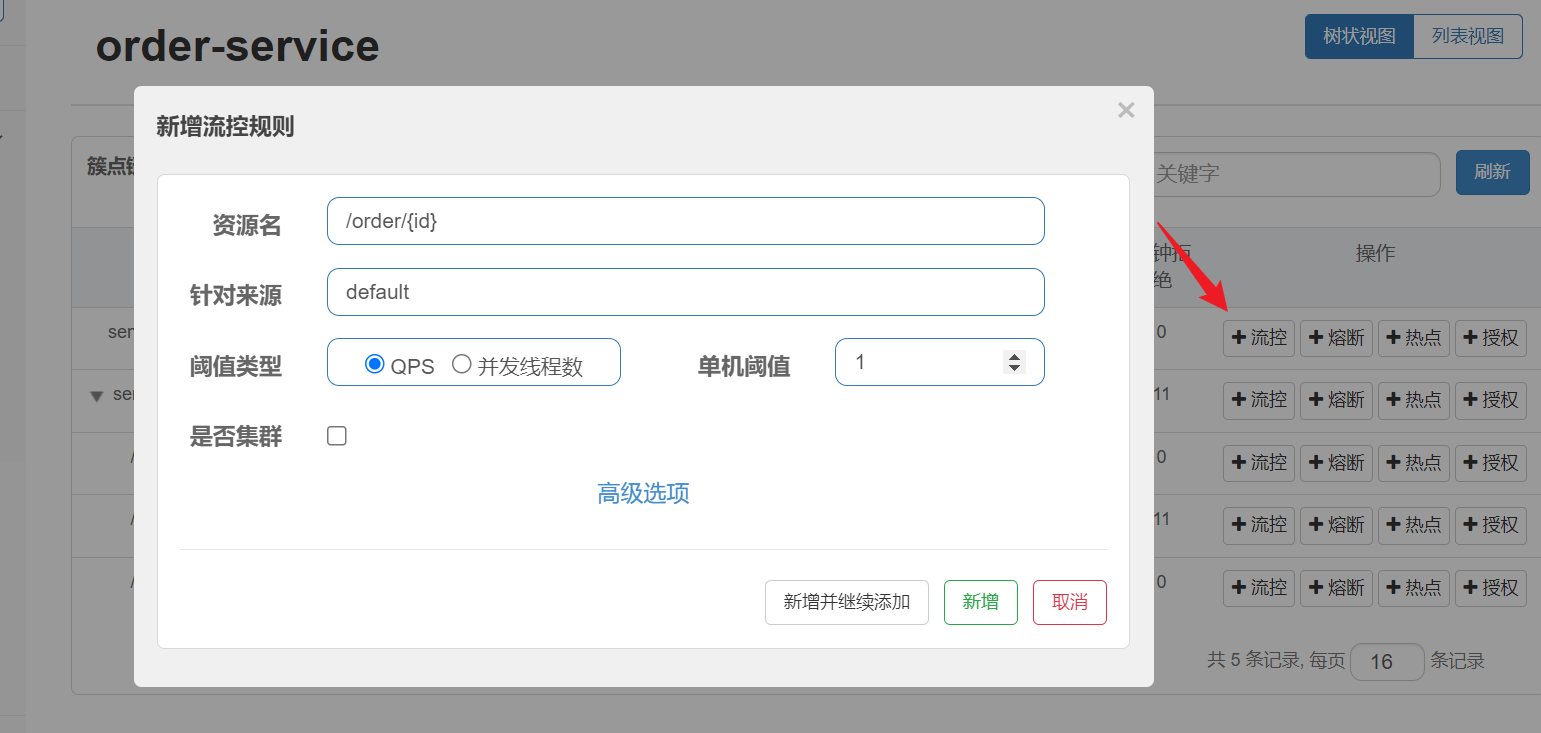 order-service
树状视图 列表视图
新增流控规则
×
簇点
关键字
刷新
资源名 /order/{id}
针对来源 default
阈值类型 QPS 并发线程数 单机阈值 1
是否集群
高级选项
新增并继续添加 新增 取消
钟拒
绝
操作
sen
0 流控 熔断 热点 授权
ser
11 流控 熔断 热点 授权
/
0 流控 熔断 热点 授权
/
11 流控 熔断 热点 授权
/
0 流控 熔断 热点 授权
共 5 条记录, 每页 16 条记录